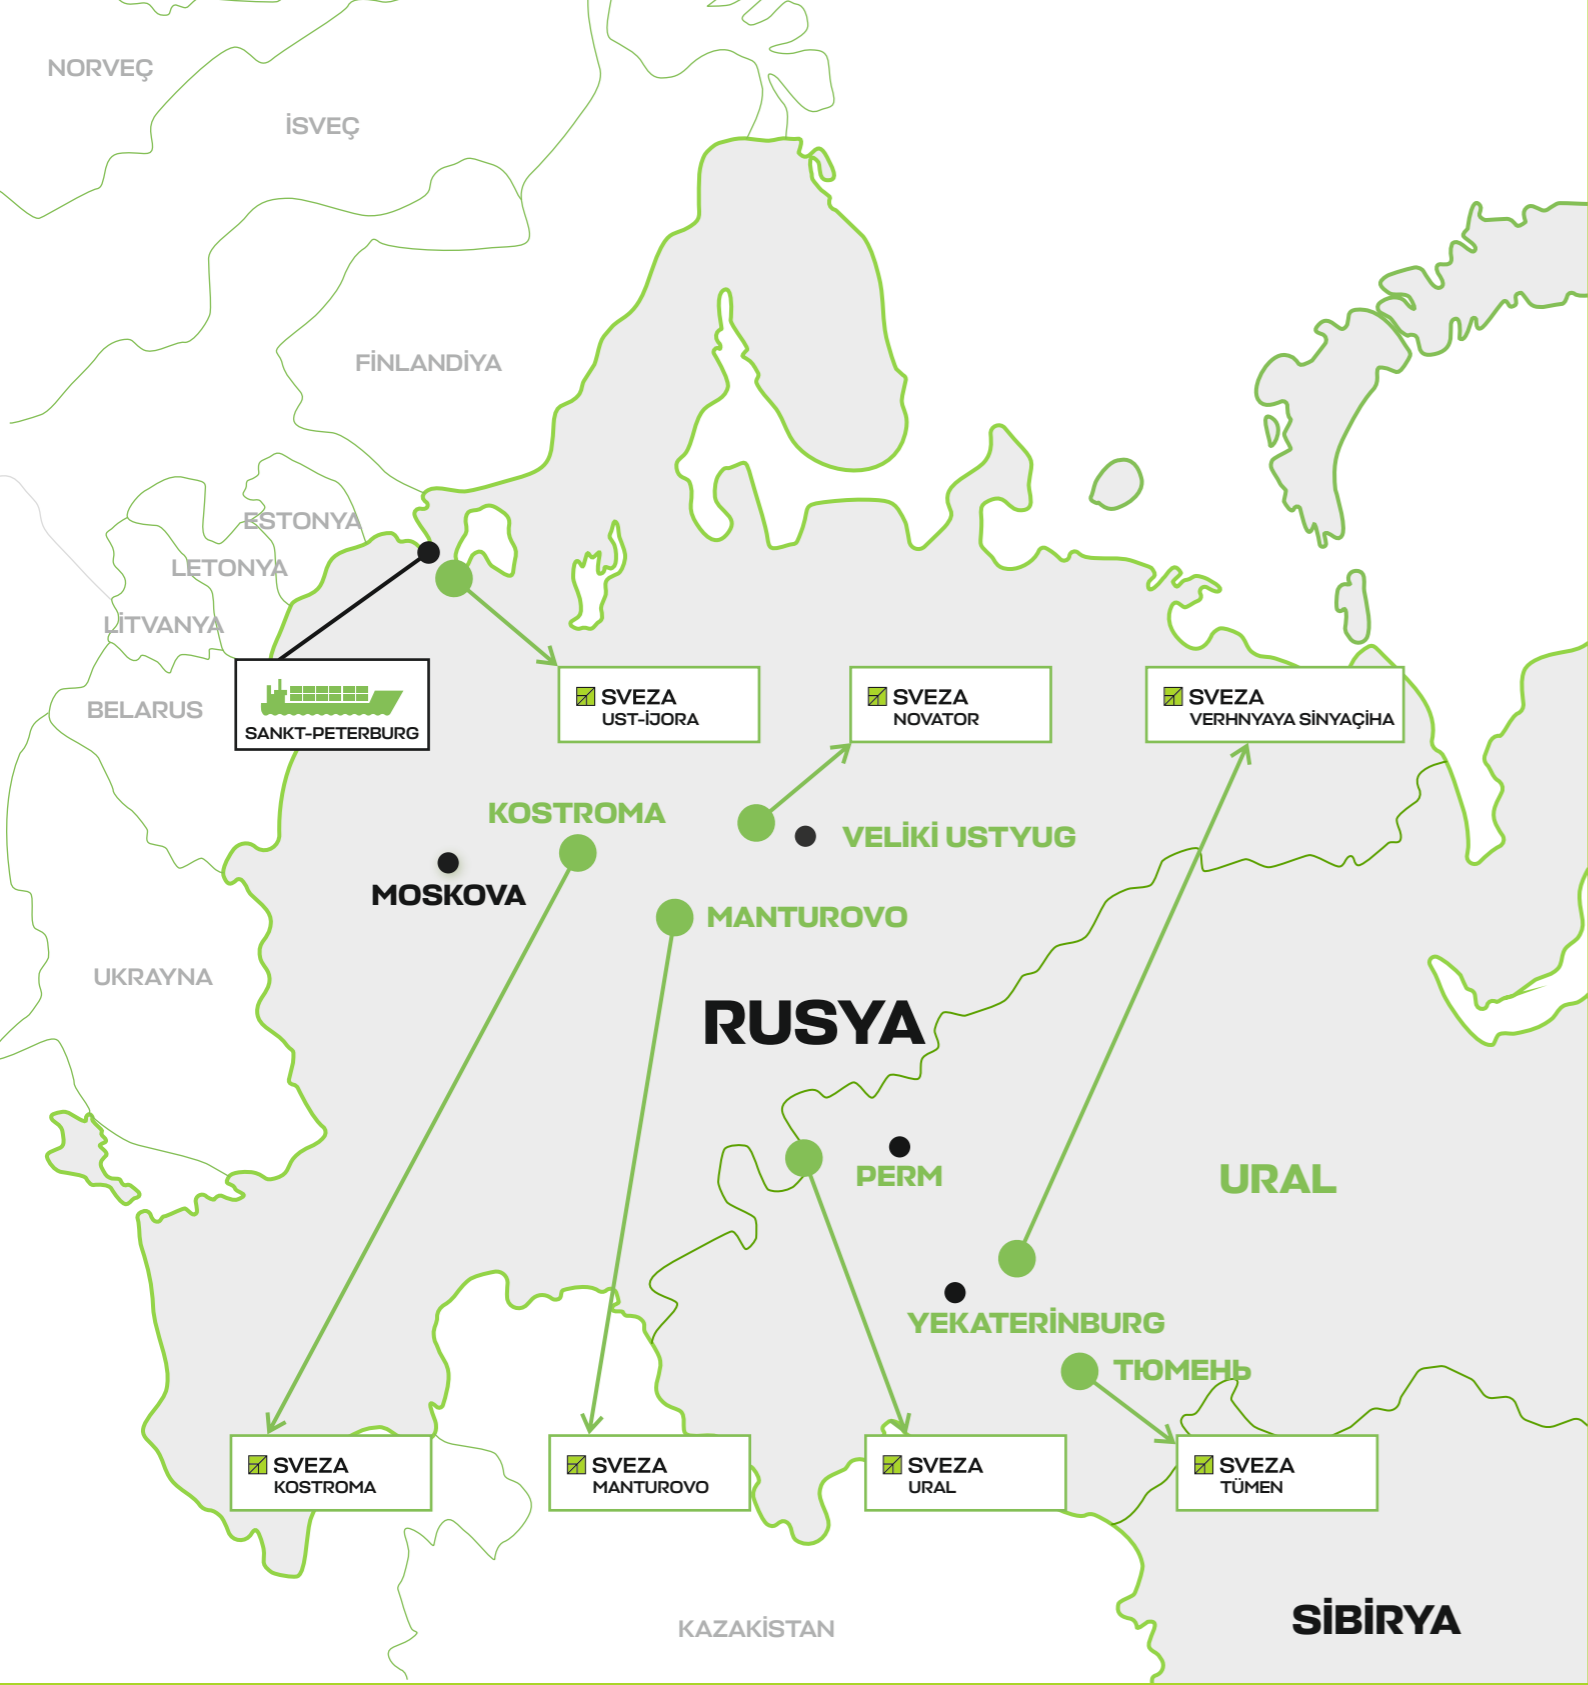 NORVEÇ
İSVEÇ
FİNLANDİYA
ESTONYA
LETONYA
LİTVANYA
BELARUS
SANKT-PETERBURG
SVEZA
UST-İJORA
SVEZA
NOVATOR
SVEZA
VERHNYAYA SİNYAÇİHA
KOSTROMA
VELİKİ USTYUG
MOSKOVA
MANTUROVO
UKRAYNA
RUSYA
PERM
URAL
YEKATERİNBURG
ТЮМЕНЬ
SVEZA
KOSTROMA
SVEZA
MANTUROVO
SVEZA
URAL
SVEZA
TÜMEN
KAZAKİSTAN
SİBİRYA